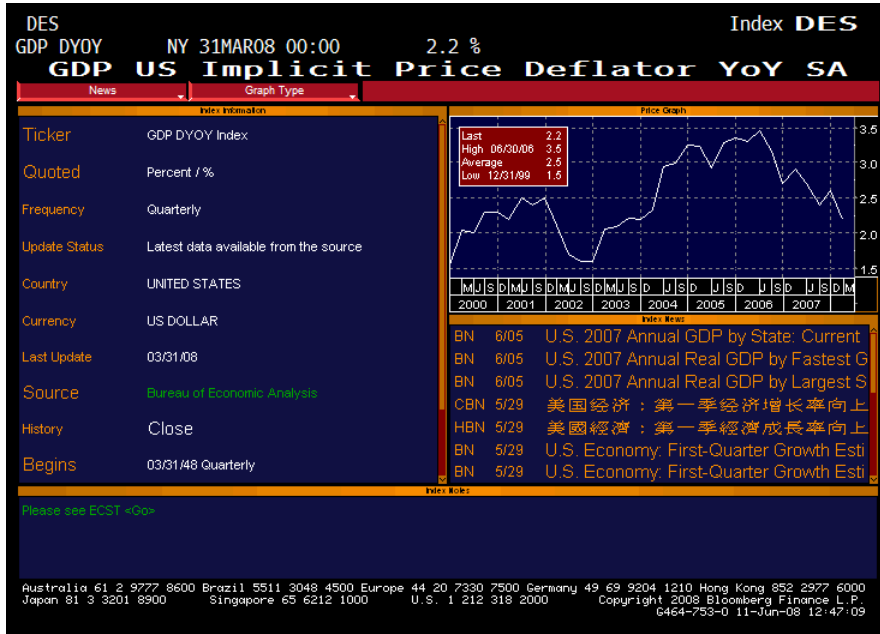 DES Index DES
GDP DYOY NY 31MAR08 00:00 2.2 %
GDP US Implicit Price Deflator YoY SA
News Graph Type
Index Information
Ticker GDP DYOY Index
Quoted Percent / %
Frequency Quarterly
Update Status Latest data available from the source
Country UNITED STATES
Currency US DOLLAR
Last Update 03/31/08
Source Bureau of Economic Analysis
History Close
Begins 03/31/48 Quarterly
Price Graph
Last 2.2
High 06/30/06 3.5
Average 2.5
Low 12/31/99 1.5
3.5
3.0
2.5
2.0
1.5
M J S D M J S D M J S D M J S D J S D J S D J S D J S D M
2000 2001 2002 2003 2004 2005 2006 2007
Index News
BN 6/05 U.S. 2007 Annual GDP by State: Current
BN 6/05 U.S. 2007 Annual Real GDP by Fastest G
BN 6/05 U.S. 2007 Annual Real GDP by Largest S
CBN 5/29 美国经济：第一季经济增长率向上
HBN 5/29 美國經濟：第一季經濟成長率向上
BN 5/29 U.S. Economy: First-Quarter Growth Esti
BN 5/29 U.S. Economy: First-Quarter Growth Esti
Index Notes
Please see ECST <Go>
Australia 61 2 9777 8600 Brazil 5511 3048 4500 Europe 44 20 7330 7500 Germany 49 69 9204 1210 Hong Kong 852 2977 6000
Japan 81 3 3201 8900 Singapore 65 6212 1000 U.S. 1 212 318 2000 Copyright 2008 Bloomberg Finance L.P.
G464-753-0 11-Jun-08 12:47:09